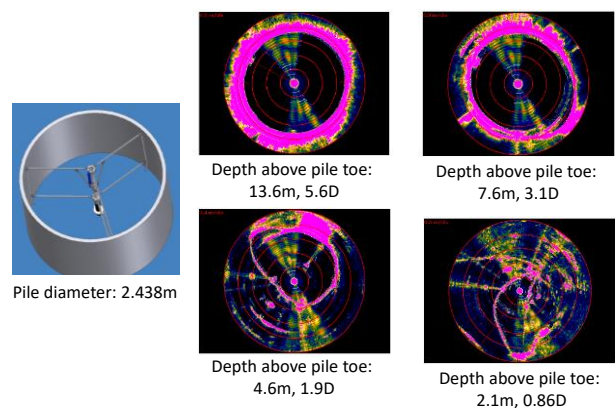 Depth above pile toe:
13.6m, 5.6D
Depth above pile toe:
7.6m, 3.1D
Pile diameter: 2.438m
Depth above pile toe:
4.6m, 1.9D
Depth above pile toe:
2.1m, 0.86D